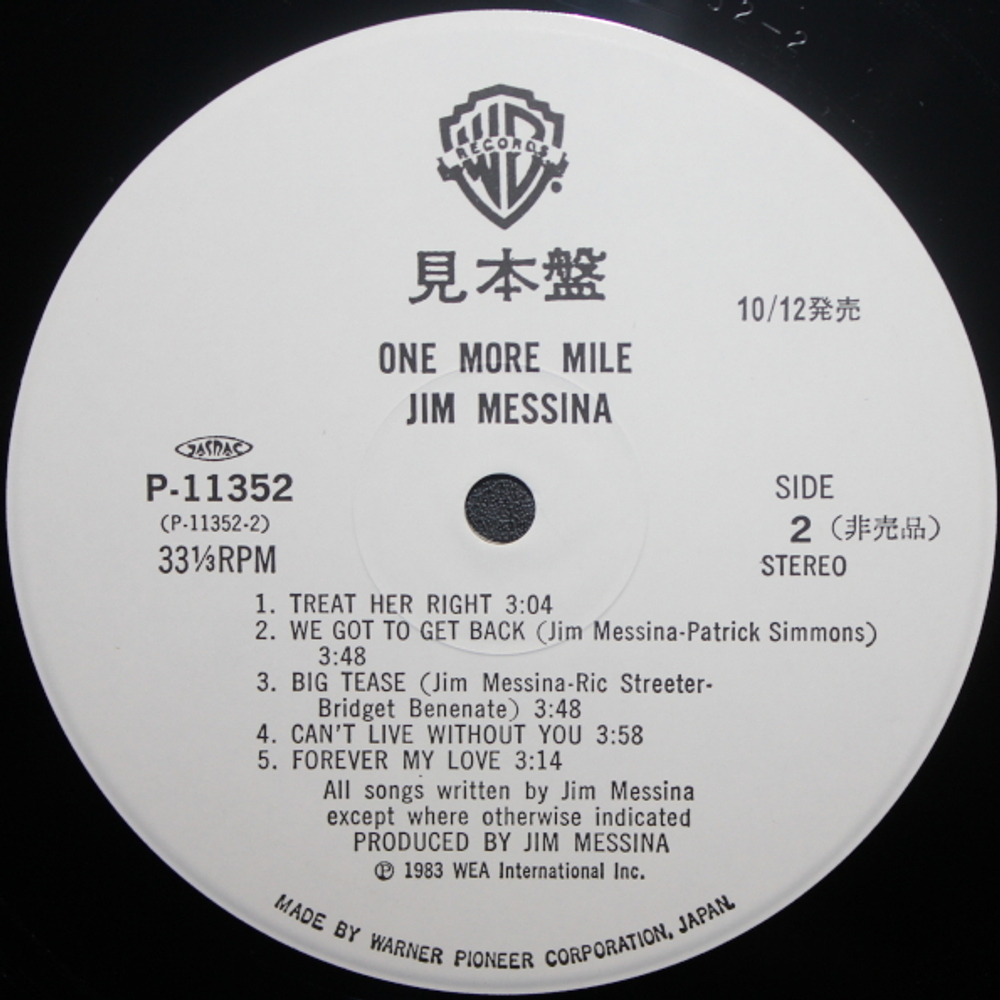 WB
RECORDS
見本盤
10/12発売
ONE MORE MILE
JIM MESSINA
JASRAC
P-11352
(P-11352-2)
33⅓RPM
SIDE
2 (非売品)
STEREO
1. TREAT HER RIGHT 3:04
2. WE GOT TO GET BACK (Jim Messina-Patrick Simmons)
3:48
3. BIG TEASE (Jim Messina-Ric Streeter-
Bridget Benenate) 3:48
4. CAN'T LIVE WITHOUT YOU 3:58
5. FOREVER MY LOVE 3:14
All songs written by Jim Messina
except where otherwise indicated
PRODUCED BY JIM MESSINA
℗ 1983 WEA International Inc.
MADE BY WARNER PIONEER CORPORATION, JAPAN.